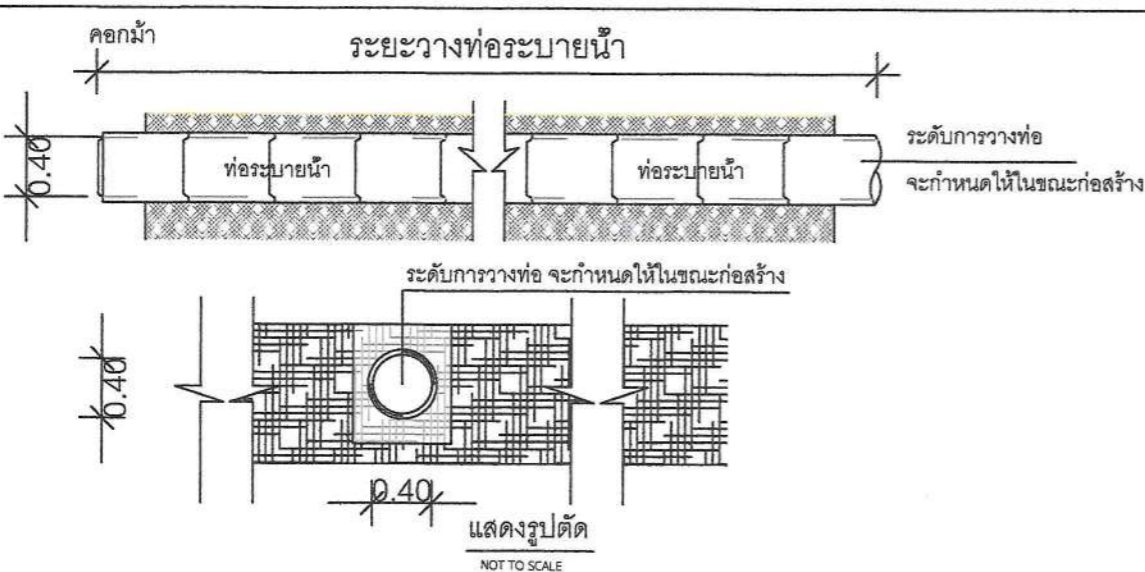 คอกม้า
ระยะวางท่อระบายน้ำ
0.40
ท่อระบายน้ำ
ท่อระบายน้ำ
ระดับการวางท่อ
จะกำหนดให้ในขณะก่อสร้าง
ระดับการวางท่อ จะกำหนดให้ในขณะก่อสร้าง
0.40
0.40
แสดงรูปตัด
NOT TO SCALE